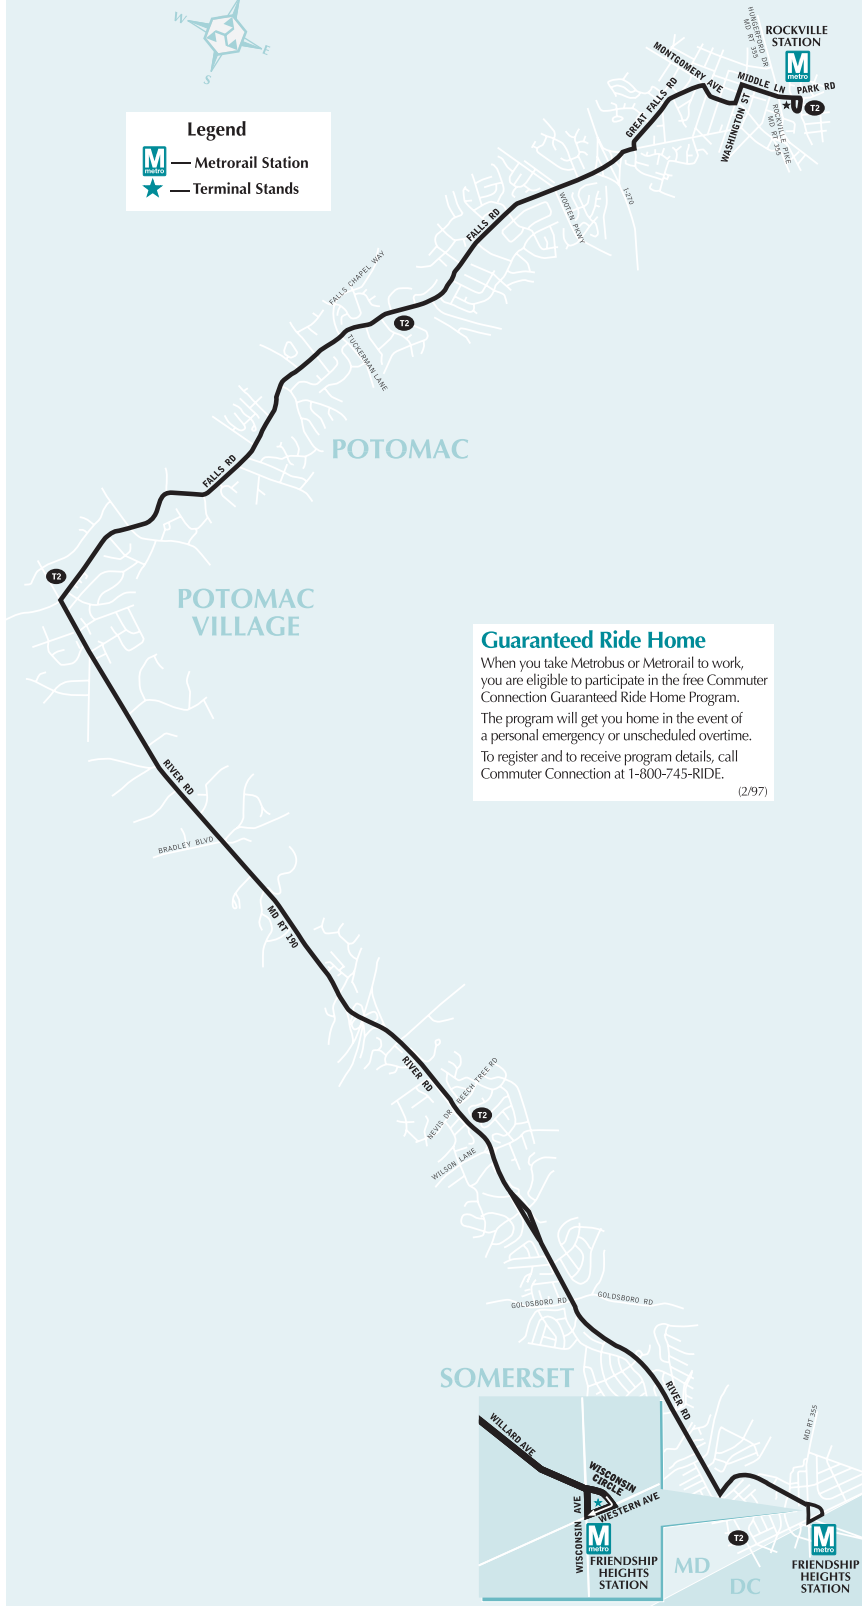 W
E
S
HUNGERFORD DR
MD RT 355
ROCKVILLE
STATION
M
metro
MONTGOMERY AVE
MIDDLE LN
PARK RD
T2
GREAT FALLS RD
WASHINGTON ST
ROCKVILLE PIKE
MD RT 355
Legend
M
metro
Metrorail Station
Terminal Stands
I-270
WOOTEN PKWY
FALLS RD
FALLS CHAPEL WAY
T2
TUCKERMAN LANE
POTOMAC
FALLS RD
T2
POTOMAC
VILLAGE
Guaranteed Ride Home
When you take Metrobus or Metrorail to work,
you are eligible to participate in the free Commuter
Connection Guaranteed Ride Home Program.
The program will get you home in the event of
a personal emergency or unscheduled overtime.
To register and to receive program details, call
Commuter Connection at 1-800-745-RIDE.
(2/97)
RIVER RD
BRADLEY BLVD
MD RT 190
RIVER RD
BEECH TREE RD
NEVIS DR
T2
WILSON LANE
GOLDSBORO RD
GOLDSBORO RD
SOMERSET
RIVER RD
MD RT 355
WILLARD AVE
WISCONSIN
CIRCLE
WISCONSIN AVE
WESTERN AVE
M
metro
FRIENDSHIP
HEIGHTS
STATION
T2
MD
DC
M
metro
FRIENDSHIP
HEIGHTS
STATION